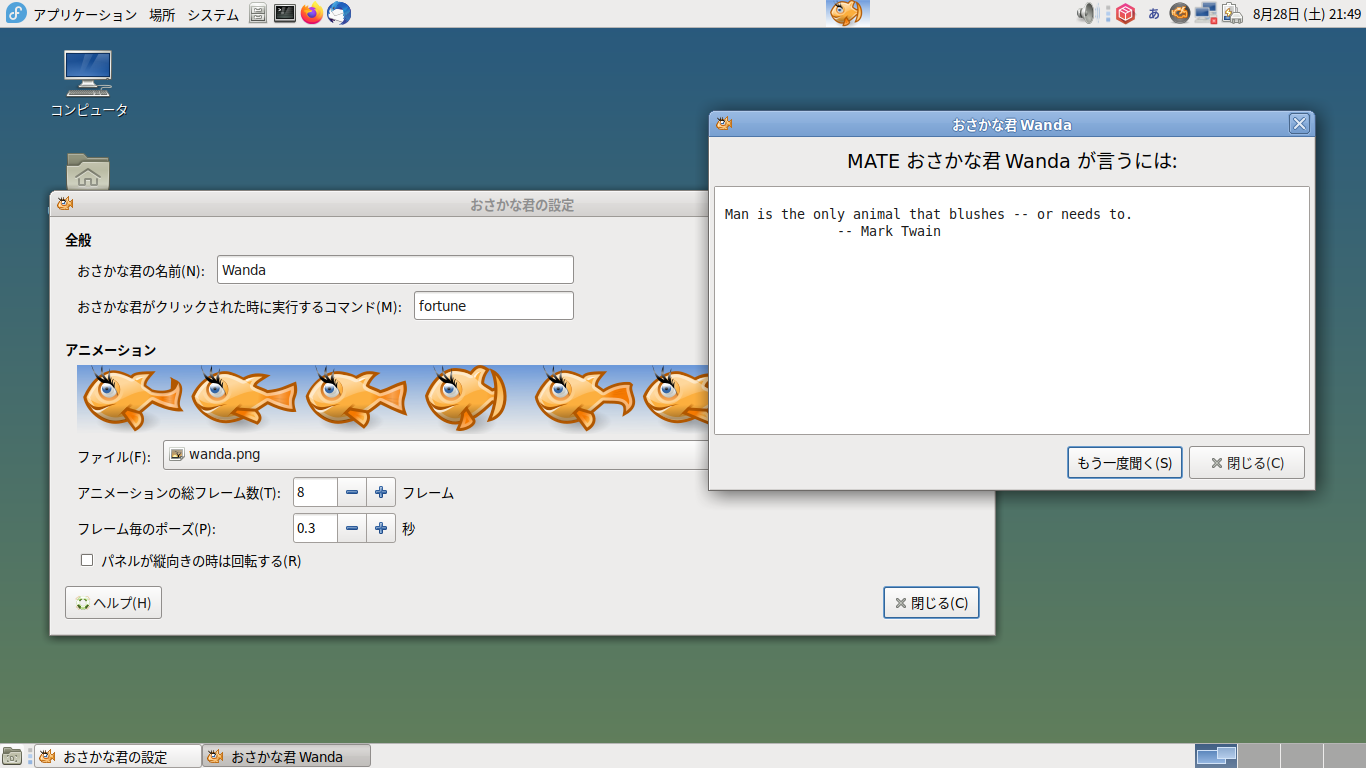 アプリケーション 場所 システム
あ
8月28日 (土) 21:49
コンピュータ
おさかな君の設定
全般
おさかな君の名前(N): Wanda
おさかな君がクリックされた時に実行するコマンド(M): fortune
アニメーション
ファイル(F): wanda.png
アニメーションの総フレーム数(T): 8 フレーム
フレーム毎のポーズ(P): 0.3 秒
パネルが縦向きの時は回転する(R)
ヘルプ(H)
閉じる(C)
おさかな君 Wanda
MATE おさかな君 Wanda が言うには:
Man is the only animal that blushes -- or needs to.
-- Mark Twain
もう一度聞く(S)
閉じる(C)
おさかな君の設定
おさかな君 Wanda